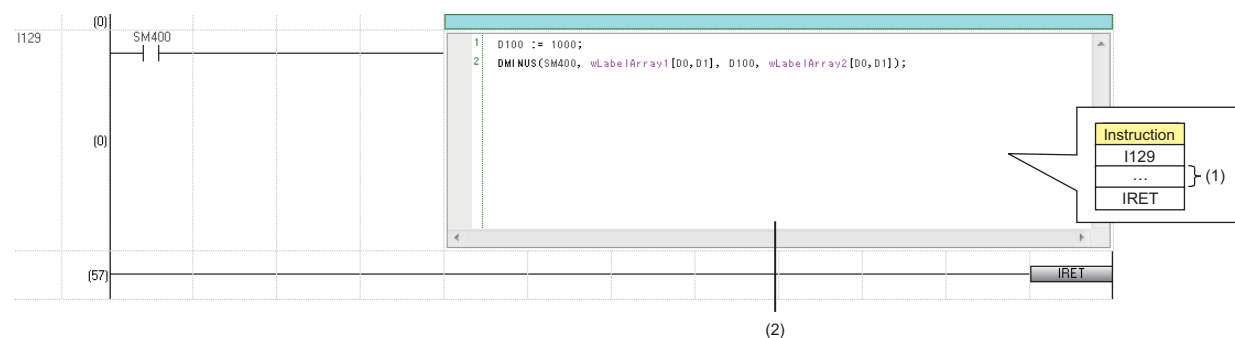 (0)
I129
SM400
1 D100 := 1000;
2 DMINUS(SM400, wLabelArray1[D0,D1], D100, wLabelArray2[D0,D1]);
(0)
Instruction
I129
...
(1)
IRET
(57)
IRET
(2)